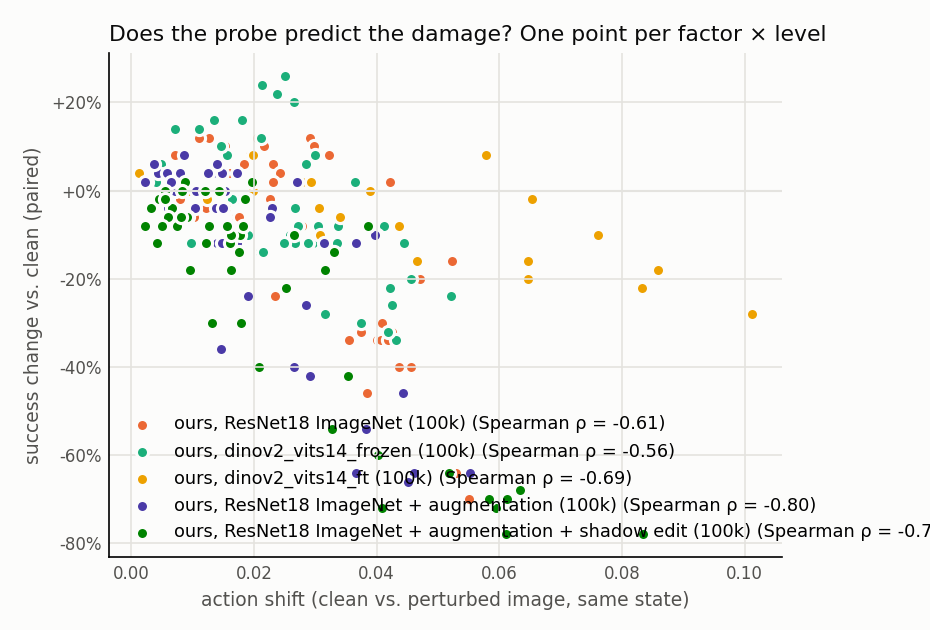 Does the probe predict the damage? One point per factor × level
success change vs. clean (paired)
+20%
+0%
-20%
-40%
-60%
-80%
ours, ResNet18 ImageNet (100k) (Spearman ρ = -0.61)
ours, dinov2_vits14_frozen (100k) (Spearman ρ = -0.56)
ours, dinov2_vits14_ft (100k) (Spearman ρ = -0.69)
ours, ResNet18 ImageNet + augmentation (100k) (Spearman ρ = -0.80)
ours, ResNet18 ImageNet + augmentation + shadow edit (100k) (Spearman ρ = -0.7
0.00 0.02 0.04 0.06 0.08 0.10
action shift (clean vs. perturbed image, same state)